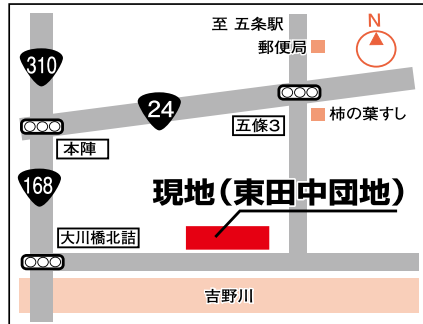 至 五条駅
郵便局
N
310
24
五條3
柿の葉すし
本陣
168
現地(東田中団地)
大川橋北詰
吉野川